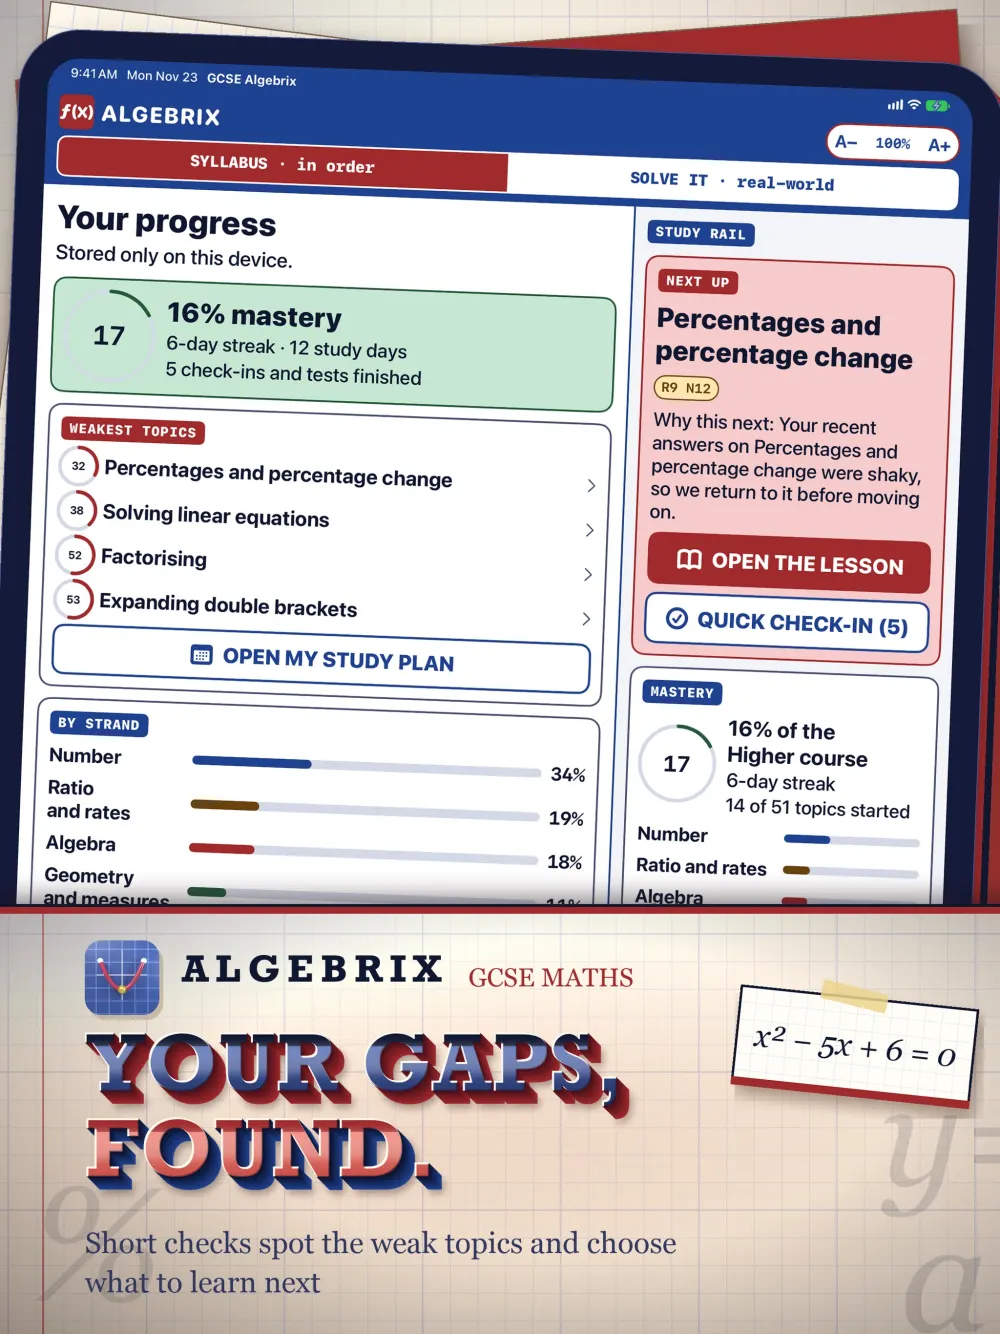 9:41 AM Mon Nov 23 GCSE Algebrix
f(x) ALGEBRIX
A− 100% A+
SYLLABUS · in order
SOLVE IT · real-world
Your progress
Stored only on this device.
17
16% mastery
6-day streak · 12 study days
5 check-ins and tests finished
WEAKEST TOPICS
32 Percentages and percentage change
38 Solving linear equations
52 Factorising
53 Expanding double brackets
OPEN MY STUDY PLAN
BY STRAND
Number 34%
Ratio
and rates 19%
Algebra 18%
Geometry
and measures 11%
STUDY RAIL
NEXT UP
Percentages and
percentage change
R9 N12
Why this next: Your recent
answers on Percentages and
percentage change were shaky,
so we return to it before moving
on.
OPEN THE LESSON
QUICK CHECK-IN (5)
MASTERY
17
16% of the
Higher course
6-day streak
14 of 51 topics started
Number
Ratio and rates
Algebra
ALGEBRIX GCSE MATHS
YOUR GAPS,
FOUND.
x² − 5x + 6 = 0
y=
a
%
Short checks spot the weak topics and choose
what to learn next